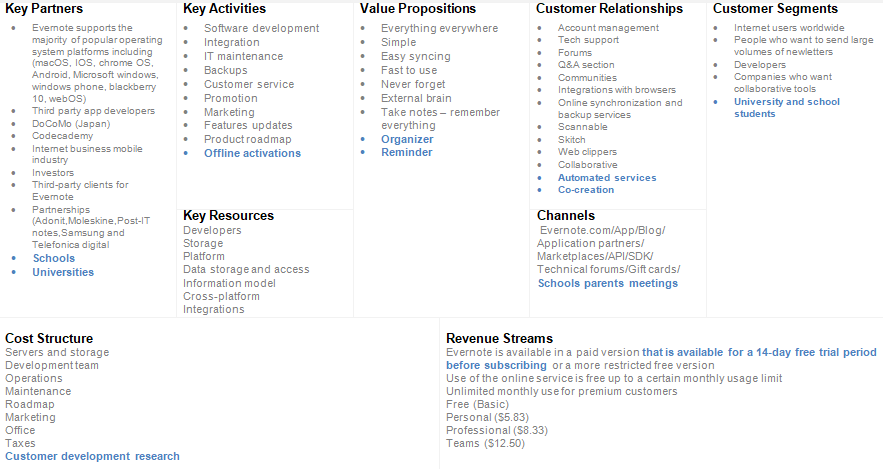 Key Partners
• Evernote supports the
majority of popular operating
system platforms including
(macOS, IOS, chrome OS,
Android, Microsoft windows,
windows phone, blackberry
10, webOS)
• Third party app developers
• DoCoMo (Japan)
• Codecademy
• Internet business mobile
industry
• Investors
• Third-party clients for
Evernote
• Partnerships
(Adonit,Moleskine,Post-IT
notes,Samsung and
Telefonica digital
• Schools
• Universities
Key Activities
• Software development
• Integration
• IT maintenance
• Backups
• Customer service
• Promotion
• Marketing
• Features updates
• Product roadmap
• Offline activations
Key Resources
Developers
Storage
Platform
Data storage and access
Information model
Cross-platform
Integrations
Value Propositions
• Everything everywhere
• Simple
• Easy syncing
• Fast to use
• Never forget
• External brain
• Take notes – remember
everything
• Organizer
• Reminder
Customer Relationships
• Account management
• Tech support
• Forums
• Q&A section
• Communities
• Integrations with browsers
• Online synchronization and
backup services
• Scannable
• Skitch
• Web clippers
• Collaborative
• Automated services
• Co-creation
Channels
Evernote.com/App/Blog/
Application partners/
Marketplaces/API/SDK/
Technical forums/Gift cards/
Schools parents meetings
Customer Segments
• Internet users worldwide
• People who want to send large
volumes of newletters
• Developers
• Companies who want
collaborative tools
• University and school
students
Cost Structure
Servers and storage
Development team
Operations
Maintenance
Roadmap
Marketing
Office
Taxes
Customer development research
Revenue Streams
Evernote is available in a paid version that is available for a 14-day free trial period
before subscribing or a more restricted free version
Use of the online service is free up to a certain monthly usage limit
Unlimited monthly use for premium customers
Free (Basic)
Personal ($5.83)
Professional ($8.33)
Teams ($12.50)